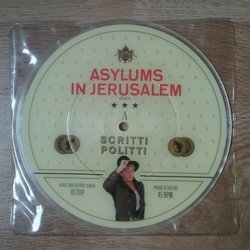 ASYLUMS
IN JERUSALEM
A
SCRITTI
POLITTI
45 RPM